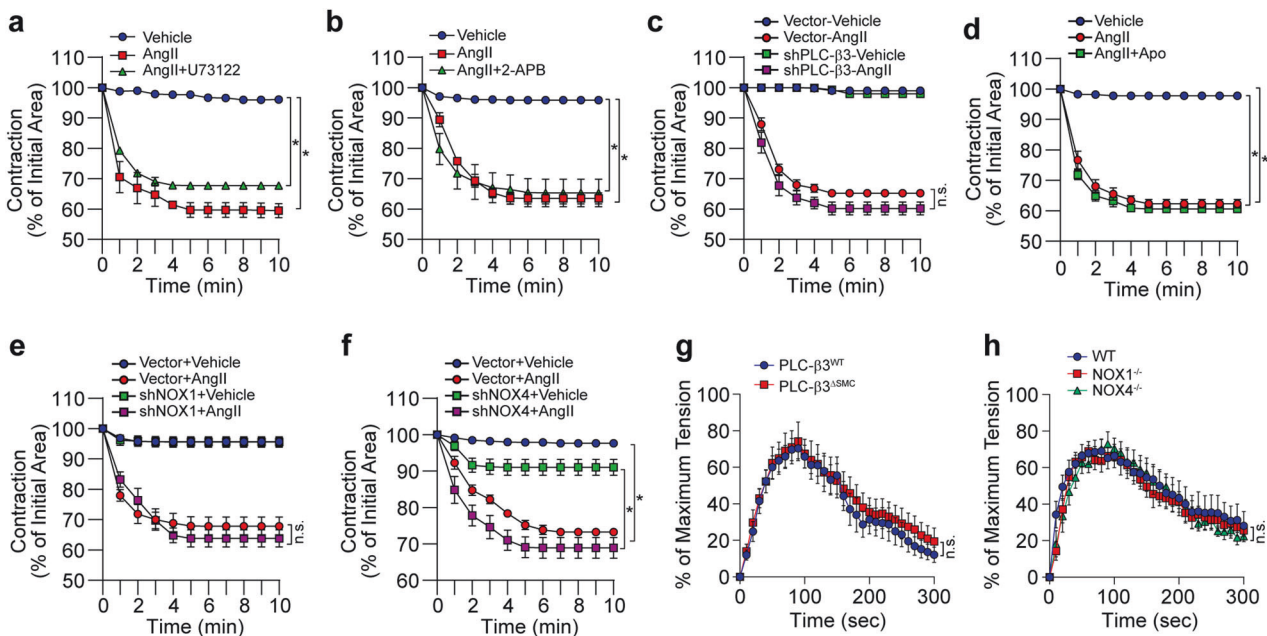 a
Vehicle
AngII
AngII+U73122
Contraction
(% of Initial Area)
110
100
90
80
70
60
50
0 2 4 6 8 10
Time (min)
*
*
b
Vehicle
AngII
AngII+2-APB
Contraction
(% of Initial Area)
110
100
90
80
70
60
50
0 2 4 6 8 10
Time (min)
*
*
c
Vector-Vehicle
Vector-AngII
shPLC-β3-Vehicle
shPLC-β3-AngII
Contraction
(% of Initial Area)
110
100
90
80
70
60
50
0 2 4 6 8 10
Time (min)
n.s.
d
Vehicle
AngII
AngII+Apo
Contraction
(% of Initial Area)
110
100
90
80
70
60
50
0 2 4 6 8 10
Time (min)
*
*
e
Vector+Vehicle
Vector+AngII
shNOX1+Vehicle
shNOX1+AngII
Contraction
(% of Initial Area)
110
100
90
80
70
60
50
0 2 4 6 8 10
Time (min)
n.s.
f
Vector+Vehicle
Vector+AngII
shNOX4+Vehicle
shNOX4+AngII
Contraction
(% of Initial Area)
110
100
90
80
70
60
0 2 4 6 8 10
Time (min)
*
*
g
PLC-β3WT
PLC-β3ΔSMC
% of Maximum Tension
100
80
60
40
20
0
0 100 200 300
Time (sec)
n.s.
h
WT
NOX1-/-
NOX4-/-
% of Maximum Tension
100
80
60
40
20
0
0 100 200 300
Time (sec)
n.s.